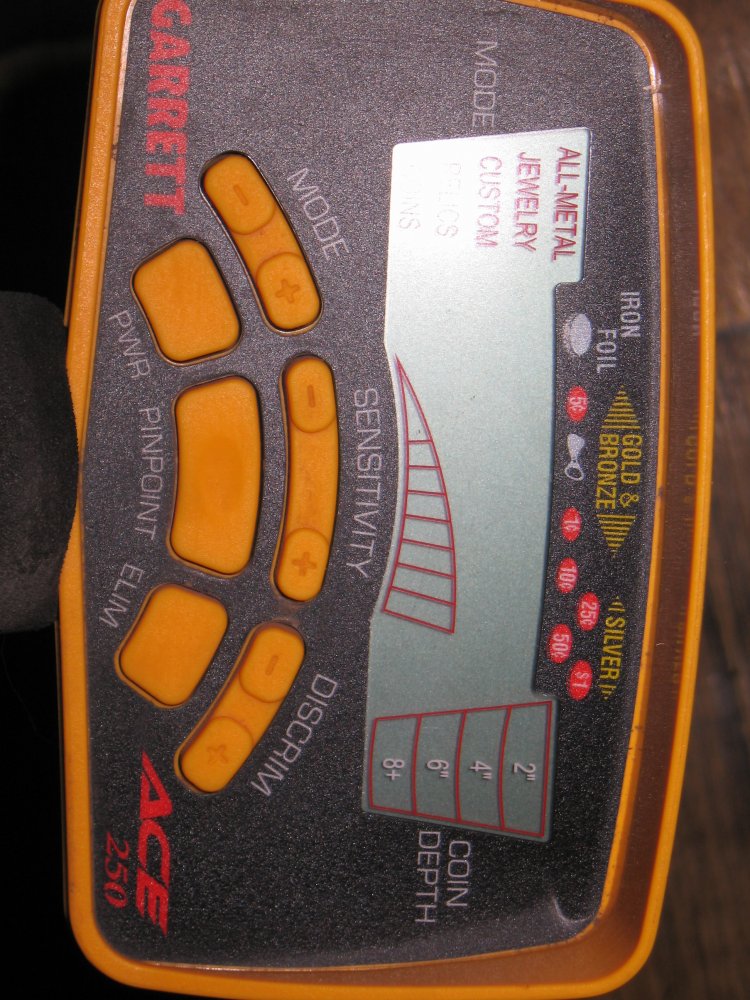 IRON
FOIL
GOLD &
BRONZE
SILVER
5¢
1¢
10¢
25¢
50¢
$1
MODE
ALL-METAL
JEWELRY
CUSTOM
RELICS
2"
4"
6"
8+
COIN
DEPTH
MODE
SENSITIVITY
DISCRIM
- +
- +
- +
PWR
PINPOINT
ELIM
GARRETT
ACE
250